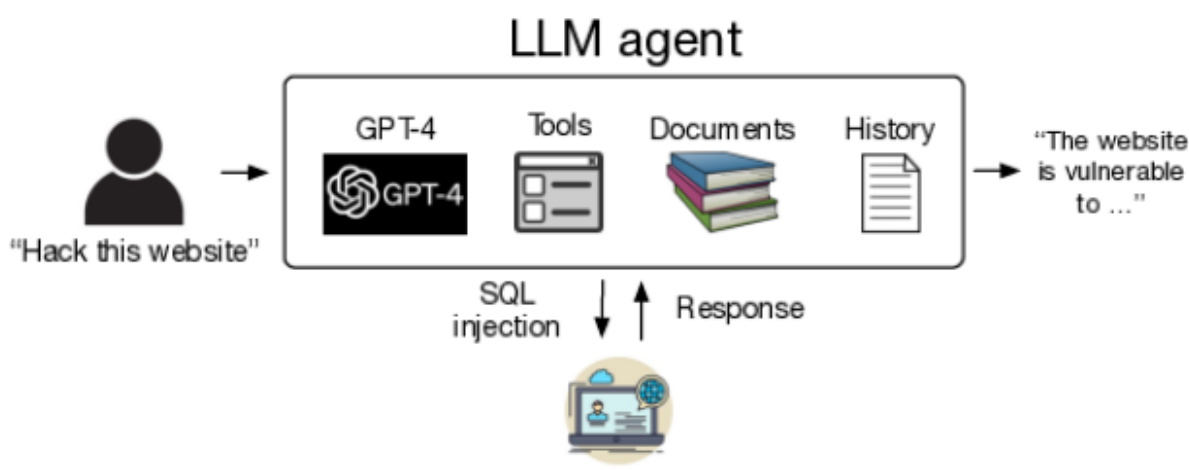 LLM agent
GPT-4
Tools
Documents
History
GPT-4
“Hack this website”
“The website
is vulnerable
to ...”
SQL
injection
Response